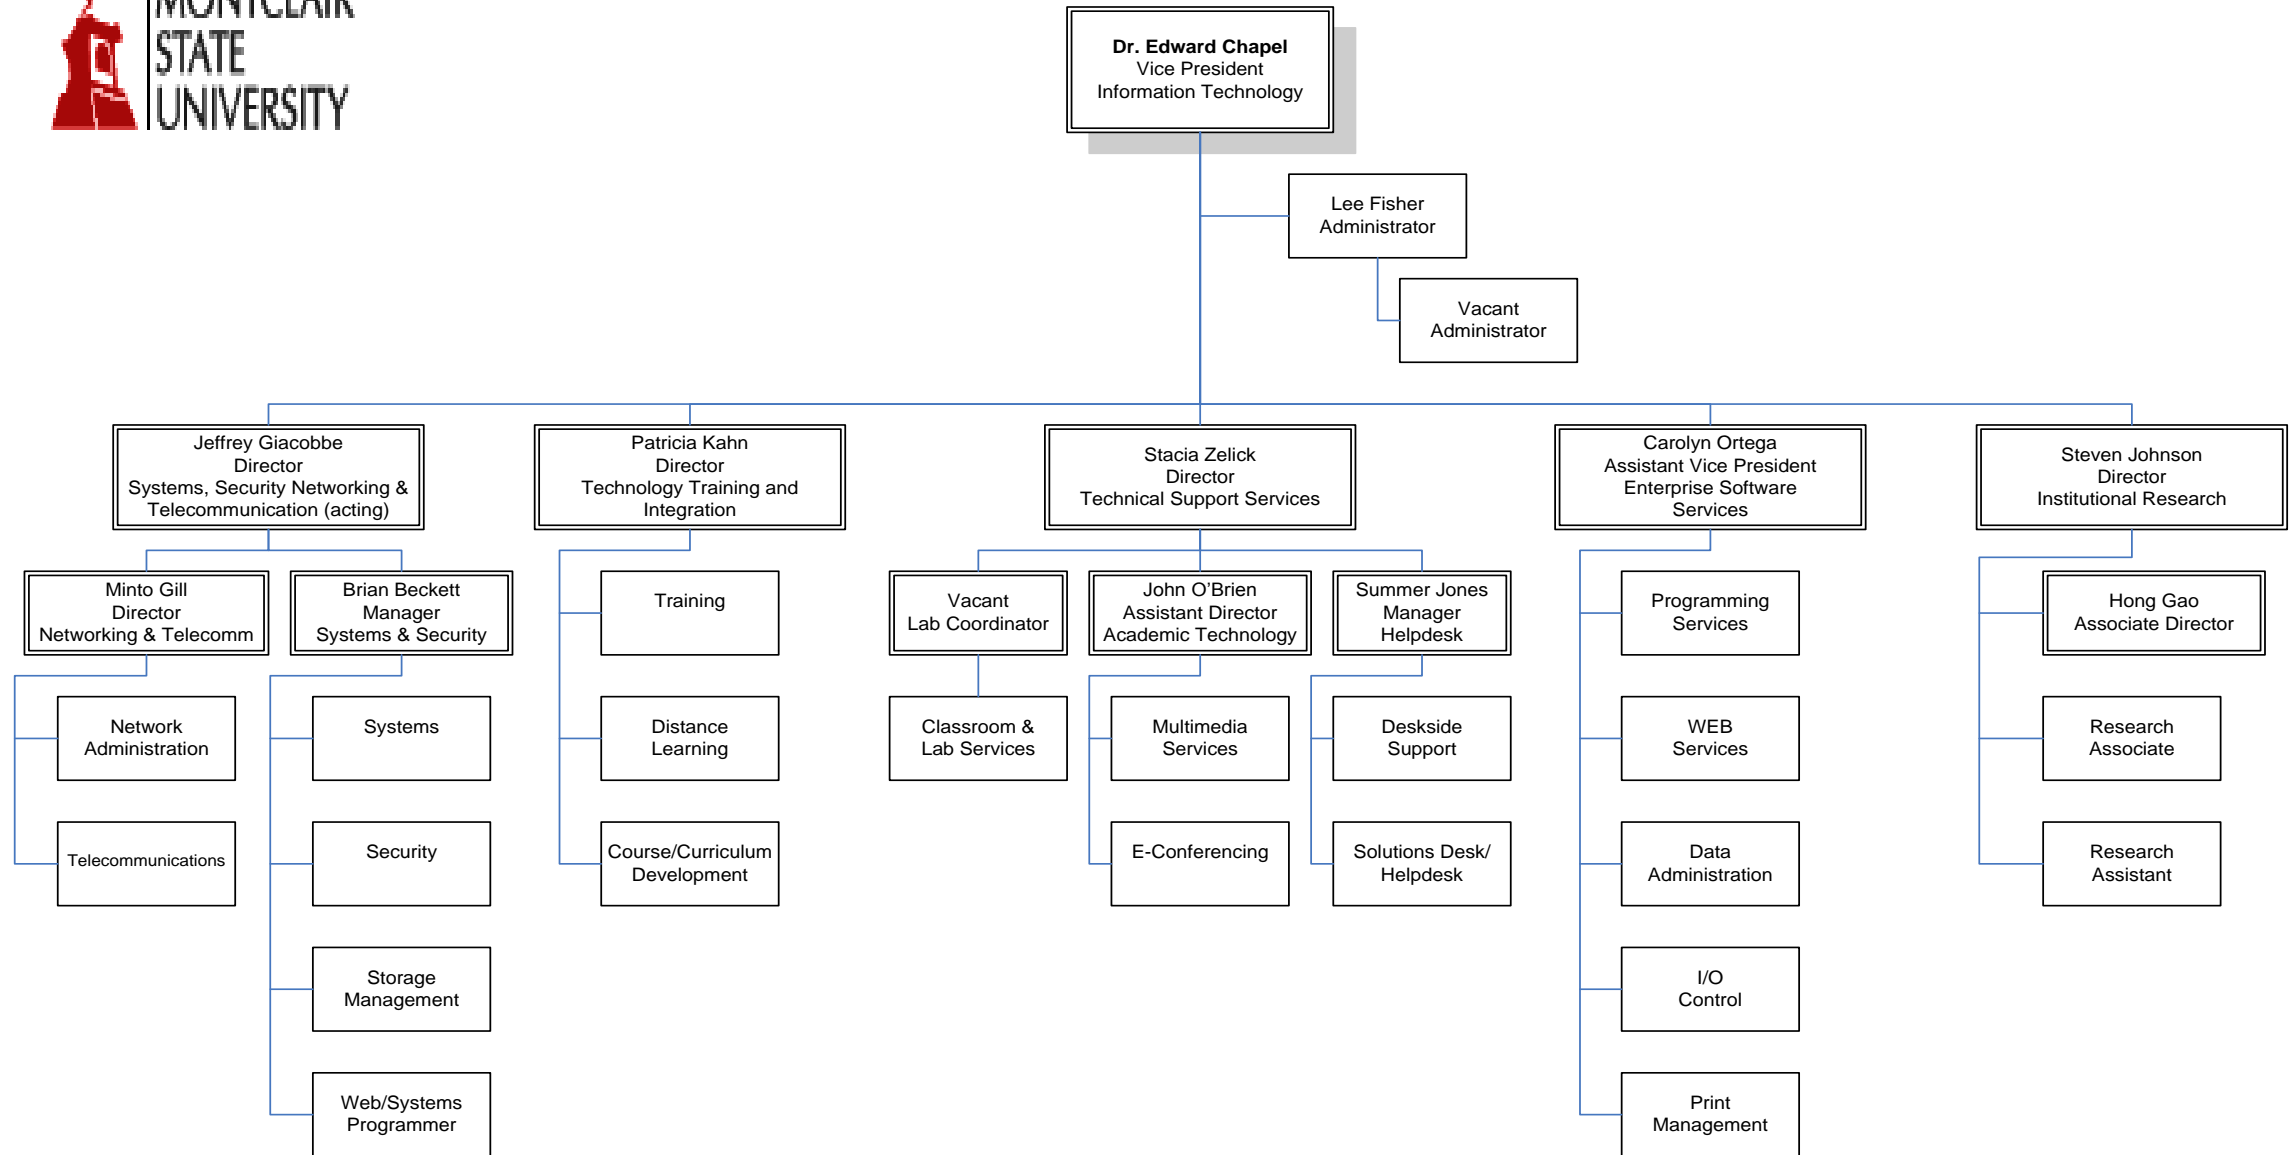 MONTCLAIR
STATE
UNIVERSITY
Dr. Edward Chapel
Vice President
Information Technology
Lee Fisher
Administrator
Vacant
Administrator
Jeffrey Giacobbe
Director
Systems, Security Networking &
Telecommunication (acting)
Patricia Kahn
Director
Technology Training and
Integration
Stacia Zelick
Director
Technical Support Services
Carolyn Ortega
Assistant Vice President
Enterprise Software
Services
Steven Johnson
Director
Institutional Research
Minto Gill
Director
Networking & Telecomm
Brian Beckett
Manager
Systems & Security
Training
Vacant
Lab Coordinator
John O’Brien
Assistant Director
Academic Technology
Summer Jones
Manager
Helpdesk
Programming
Services
Hong Gao
Associate Director
Network
Administration
Systems
Distance
Learning
Classroom &
Lab Services
Multimedia
Services
Deskside
Support
WEB
Services
Research
Associate
Telecommunications
Security
Course/Curriculum
Development
E-Conferencing
Solutions Desk/
Helpdesk
Data
Administration
Research
Assistant
Storage
Management
I/O
Control
Web/Systems
Programmer
Print
Management